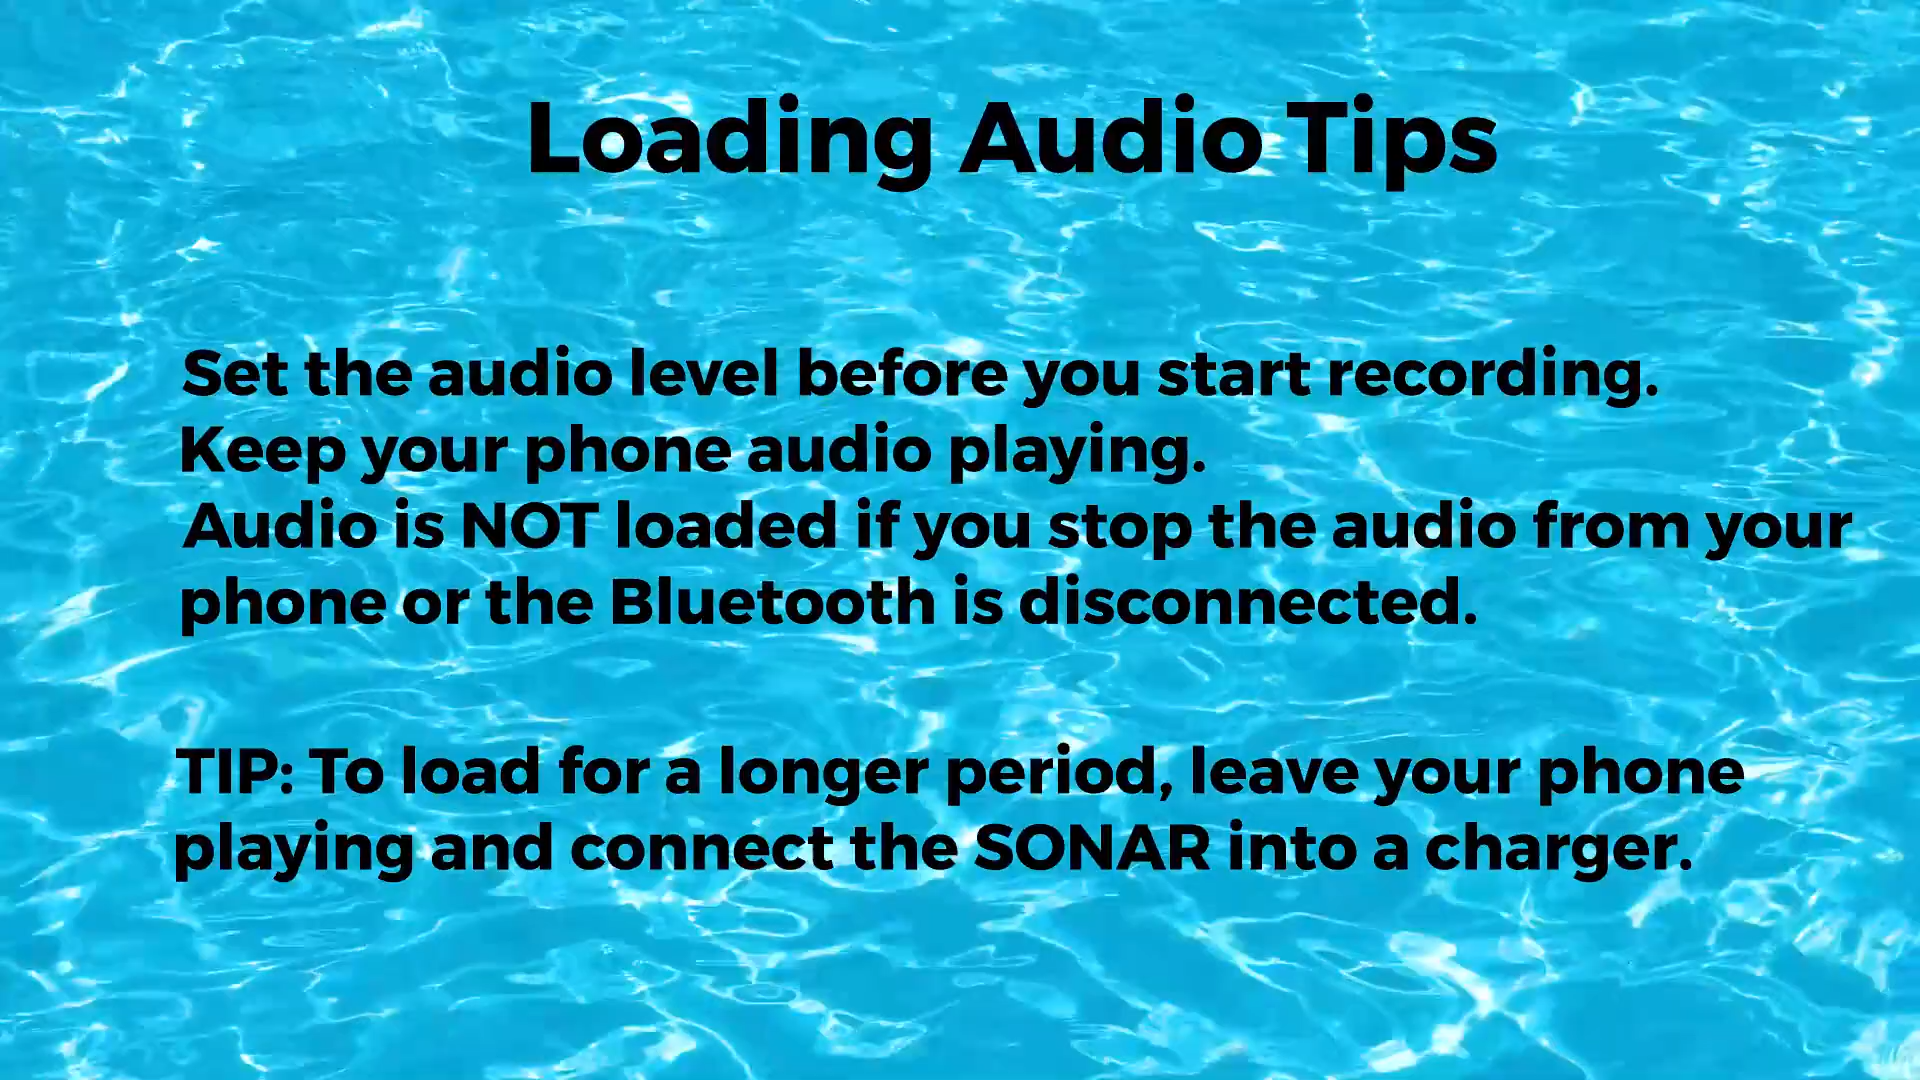 Loading Audio Tips
Set the audio level before you start recording.
Keep your phone audio playing.
Audio is NOT loaded if you stop the audio from your
phone or the Bluetooth is disconnected.
TIP: To load for a longer period, leave your phone
playing and connect the SONAR into a charger.